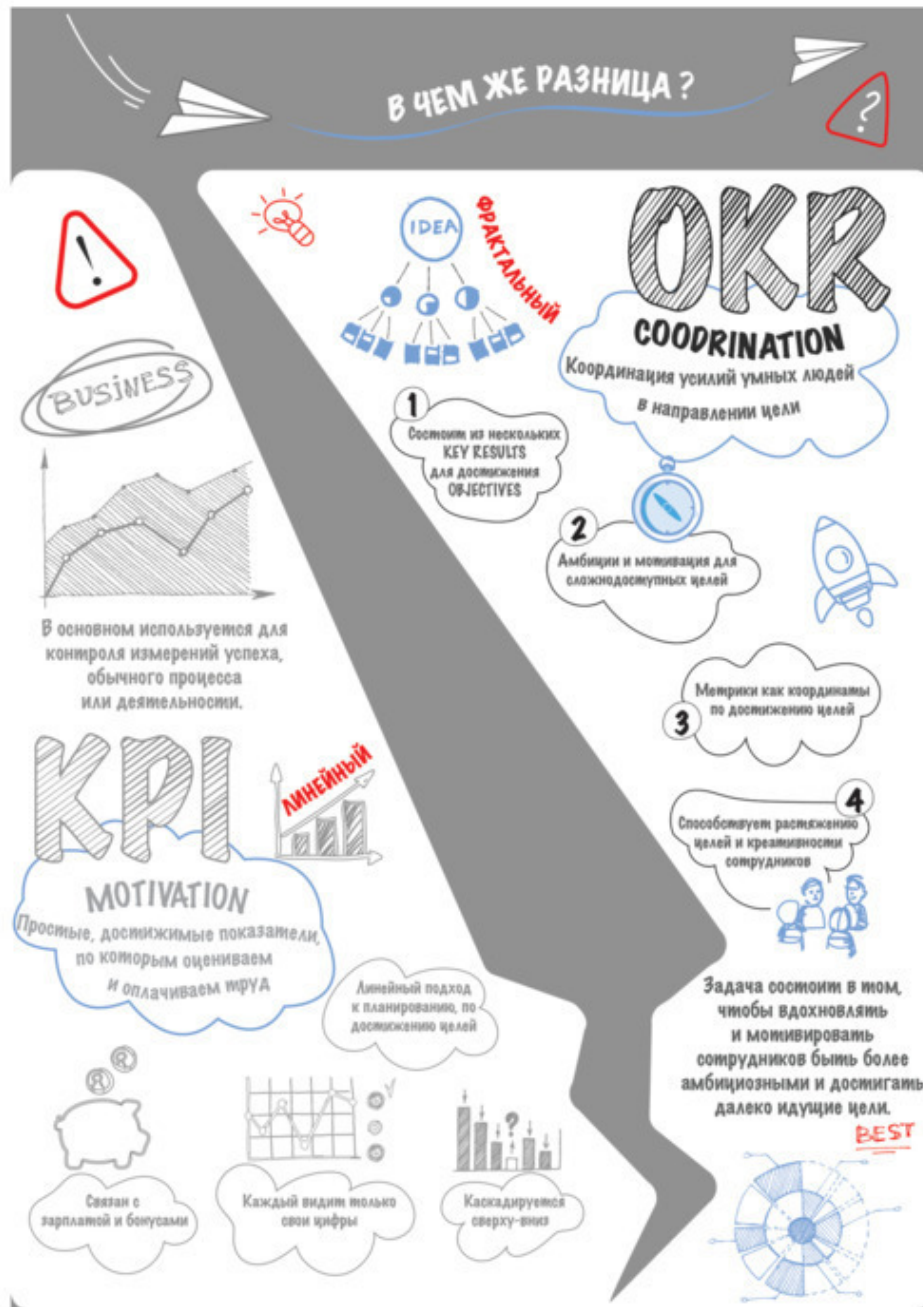 В ЧЕМ ЖЕ РАЗНИЦА ?
?
!
BUSINESS
В основном используется для
контроля измерений успеха,
обычного процесса
или деятельности.
KPI
ЛИНЕЙНЫЙ
MOTIVATION
Простые, достижимые показатели,
по которым оцениваем
и оплачиваем труд
Линейный подход
к планированию, по
достижению целей
Связан с
зарплатой и бонусами
Каждый видит только
свои цифры
?
Каскадируется
сверху-вниз
IDEA
ФРАКТАЛЬНЫЙ
OKR
COODRINATION
Координация усилий умных людей
в направлении цели
1
Состоит из нескольких
KEY RESULTS
для достижения
OBJECTIVES
2
Амбиции и мотивация для
сложнодоступных целей
3
Метрики как координаты
по достижению целей
4
Способствует растяжению
целей и креативности
сотрудников
Задача состоит в том,
чтобы вдохновлять
и мотивировать
сотрудников быть более
амбициозными и достигать
далеко идущие цели.
BEST